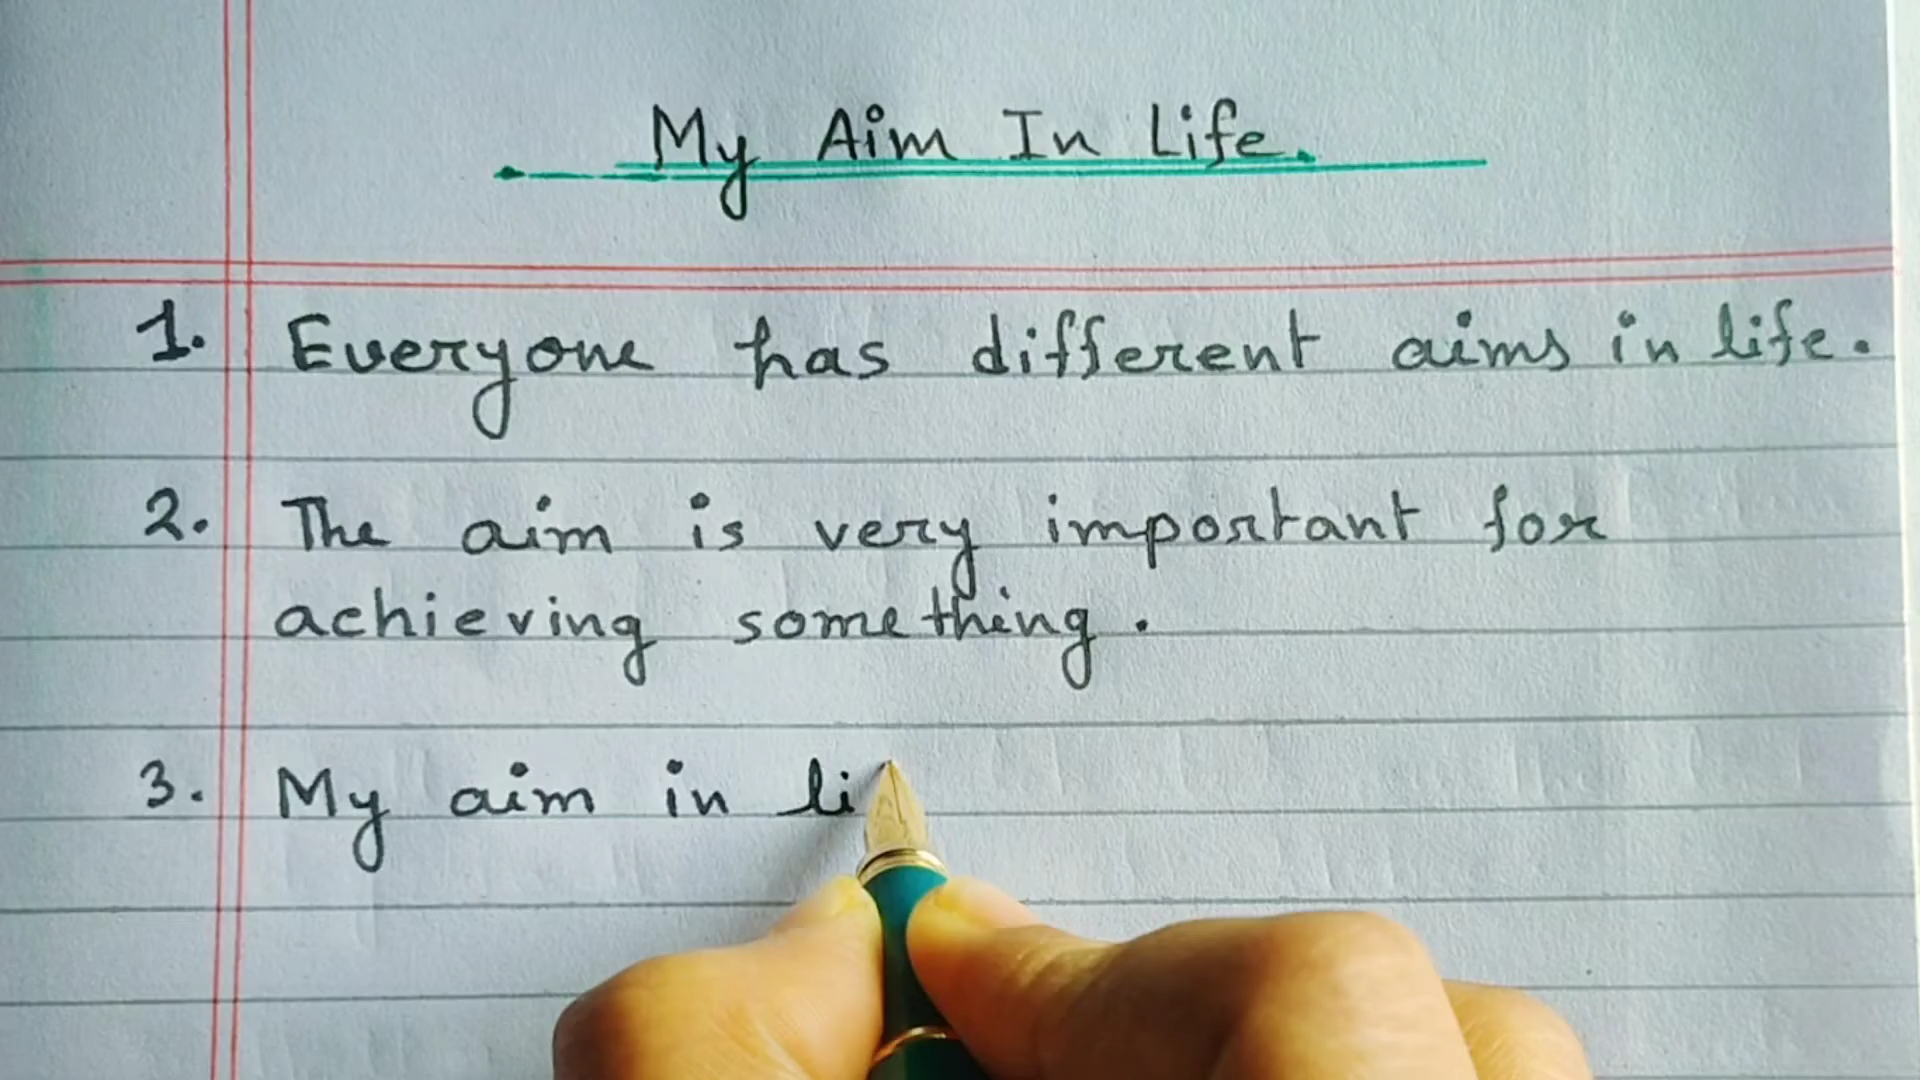 My Aim In Life.
1. Everyone has different aims in life.
2. The aim is very important for
achieving something.
3. My aim in li